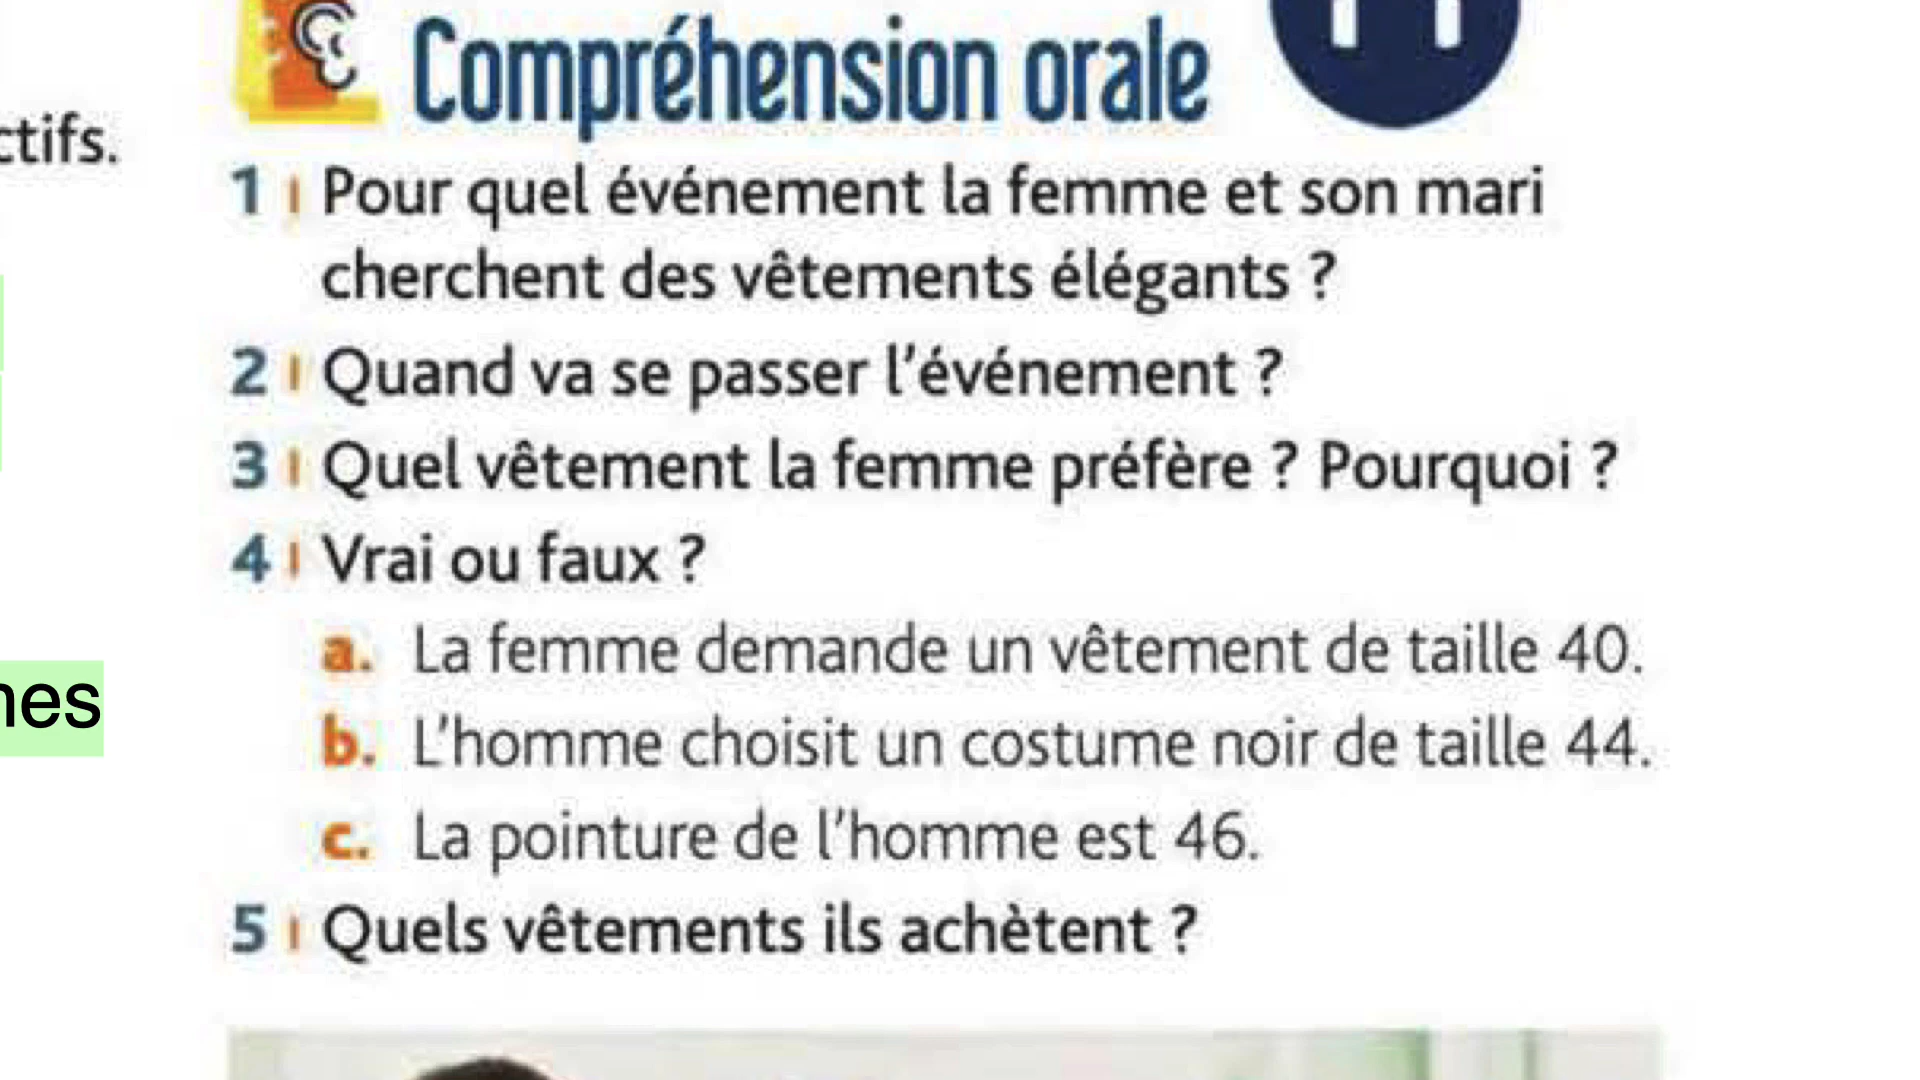 Compréhension orale
ctifs.
1 | Pour quel événement la femme et son mari
cherchent des vêtements élégants ?
2 | Quand va se passer l'événement ?
3 | Quel vêtement la femme préfère ? Pourquoi ?
4 | Vrai ou faux ?
a. La femme demande un vêtement de taille 40.
nes
b. L'homme choisit un costume noir de taille 44.
c. La pointure de l'homme est 46.
5 | Quels vêtements ils achètent ?